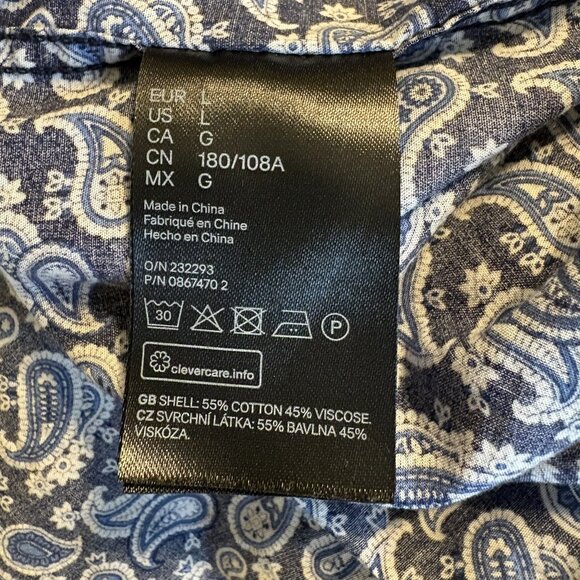 EUR L
US L
CA G
CN 180/108A
MX G
Made in China
Fabriqué en Chine
Hecho en China
O/N 232293
P/N 0867470 2
30
P
clevercare.info
GB SHELL: 55% COTTON 45% VISCOSE.
CZ SVRCHNÍ LÁTKA: 55% BAVLNA 45%
VISKÓZA.